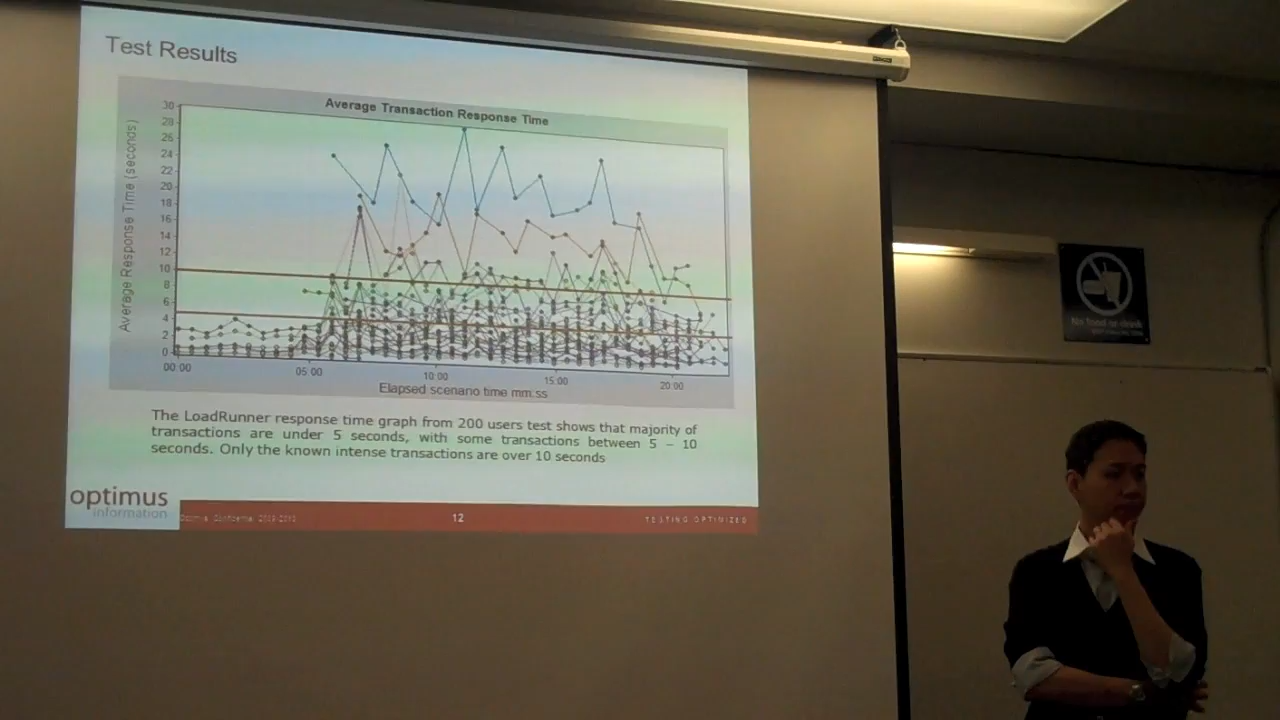 Test Results
Average Transaction Response Time
Average Response Time (seconds)
30
28
26
24
22
20
18
16
14
12
10
8
6
4
2
0
00:00
05:00
10:00
15:00
20:00
Elapsed scenario time mm:ss
The LoadRunner response time graph from 200 users test shows that majority of
transactions are under 5 seconds, with some transactions between 5 – 10
seconds. Only the known intense transactions are over 10 seconds
optimus
information
12
TESTING OPTIMIZED
No food or drink